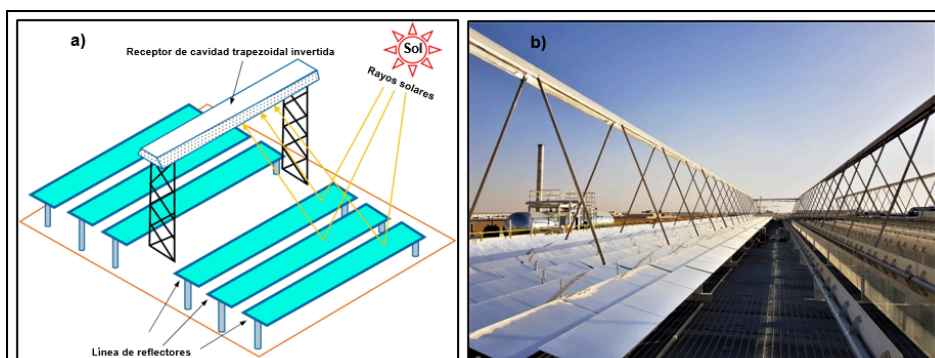 a)
Receptor de cavidad trapezoidal invertida
Sol
Rayos solares
Línea de reflectores
b)